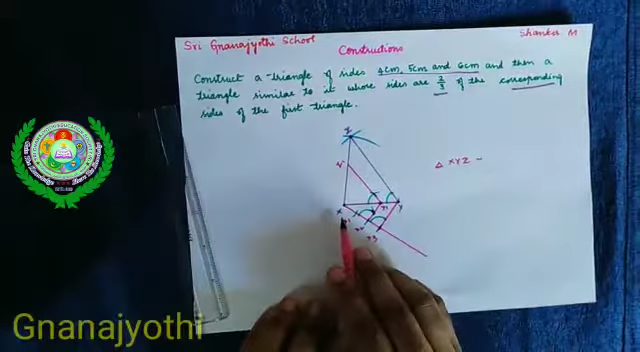 Sri Gnanajyothi School
Shanker M
Constructions
Construct a triangle of sides 4cm, 5cm and 6cm and then a
triangle similar to it whose sides are 2/3 of the corresponding
sides of the first triangle.
△ XYZ -
Gnanajyothi